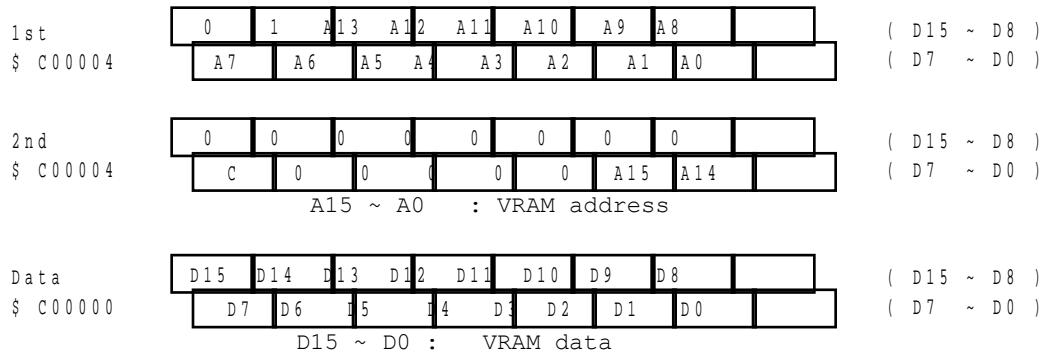 1st 0 1 A13 A12 A11 A10 A9 A8 ( D15 ~ D8 )
$ C00004 A7 A6 A5 A4 A3 A2 A1 A0 ( D7 ~ D0 )
2nd 0 0 0 0 0 0 0 0 ( D15 ~ D8 )
$ C00004 C 0 0 0 0 0 A15 A14 ( D7 ~ D0 )
A15 ~ A0 : VRAM address
Data D15 D14 D13 D12 D11 D10 D9 D8 ( D15 ~ D8 )
$ C00000 D7 D6 D5 D4 D3 D2 D1 D0 ( D7 ~ D0 )
D15 ~ D0 : VRAM data